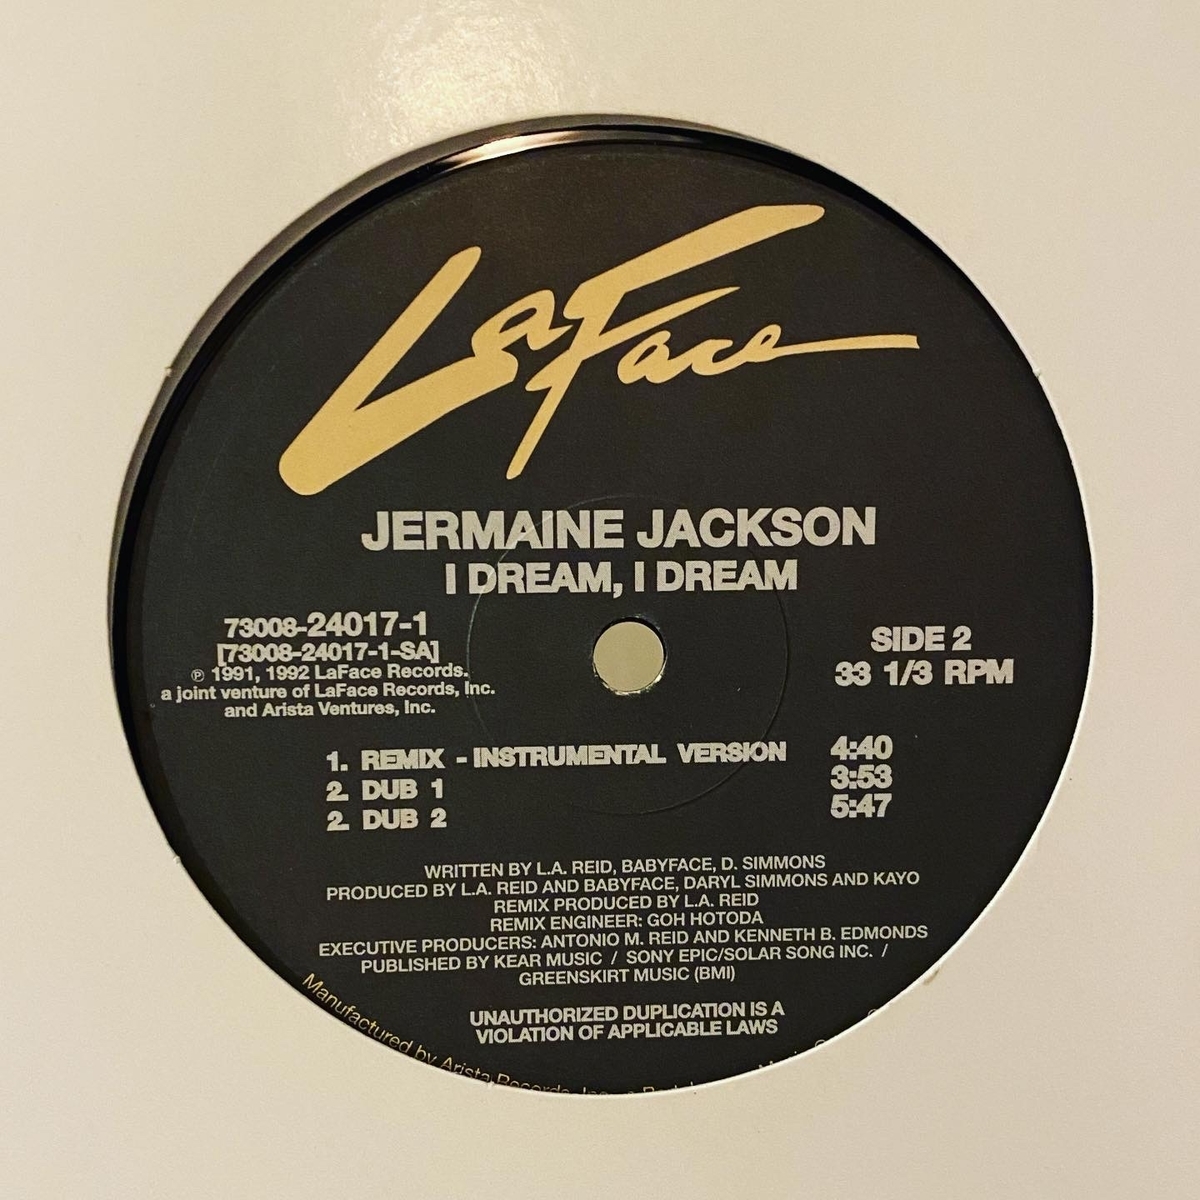 LaFace
JERMAINE JACKSON
I DREAM, I DREAM
73008-24017-1
[73008-24017-1-SA]
℗ 1991, 1992 LaFace Records.
a joint venture of LaFace Records, Inc.
and Arista Ventures, Inc.
SIDE 2
33 1/3 RPM
1. REMIX - INSTRUMENTAL VERSION 4:40
2. DUB 1 3:53
2. DUB 2 5:47
WRITTEN BY L.A. REID, BABYFACE, D. SIMMONS
PRODUCED BY L.A. REID AND BABYFACE, DARYL SIMMONS AND KAYO
REMIX PRODUCED BY L.A. REID
REMIX ENGINEER: GOH HOTODA
EXECUTIVE PRODUCERS: ANTONIO M. REID AND KENNETH B. EDMONDS
PUBLISHED BY KEAR MUSIC / SONY EPIC/SOLAR SONG INC. /
GREENSKIRT MUSIC (BMI)
UNAUTHORIZED DUPLICATION IS A
VIOLATION OF APPLICABLE LAWS
Manufactured by Arista Records, Inc.